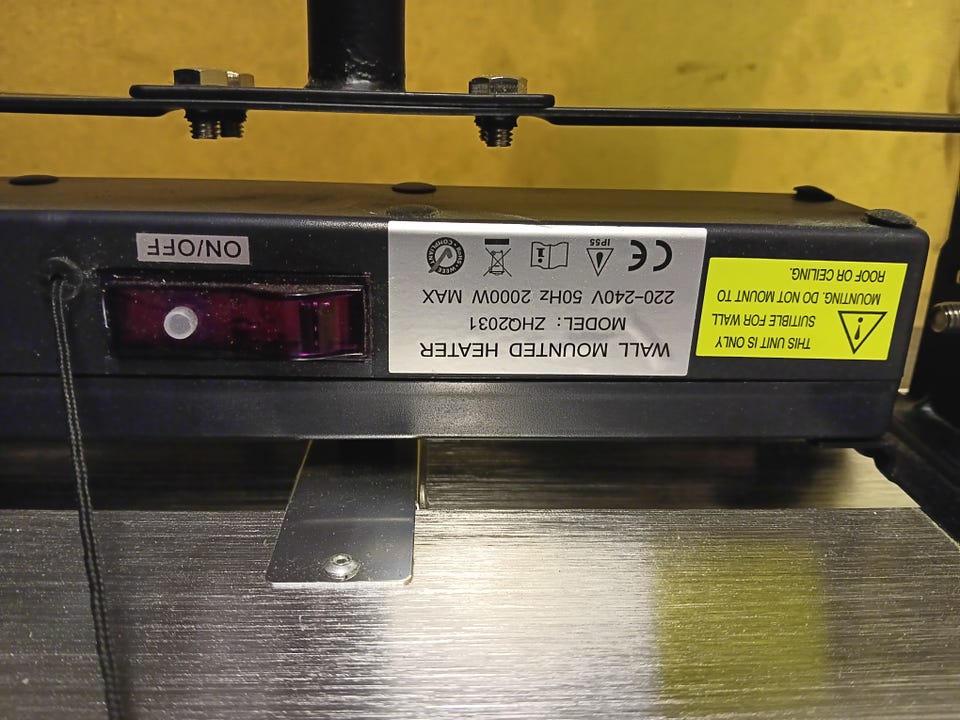 ON/OFF
WALL MOUNTED HEATER
MODEL: ZHQ2031
220-240V 50Hz 2000W MAX
IP55
CE
THIS UNIT IS ONLY
SUITIBLE FOR WALL
MOUNTING. DO NOT MOUNT TO
ROOF OR CEILING.